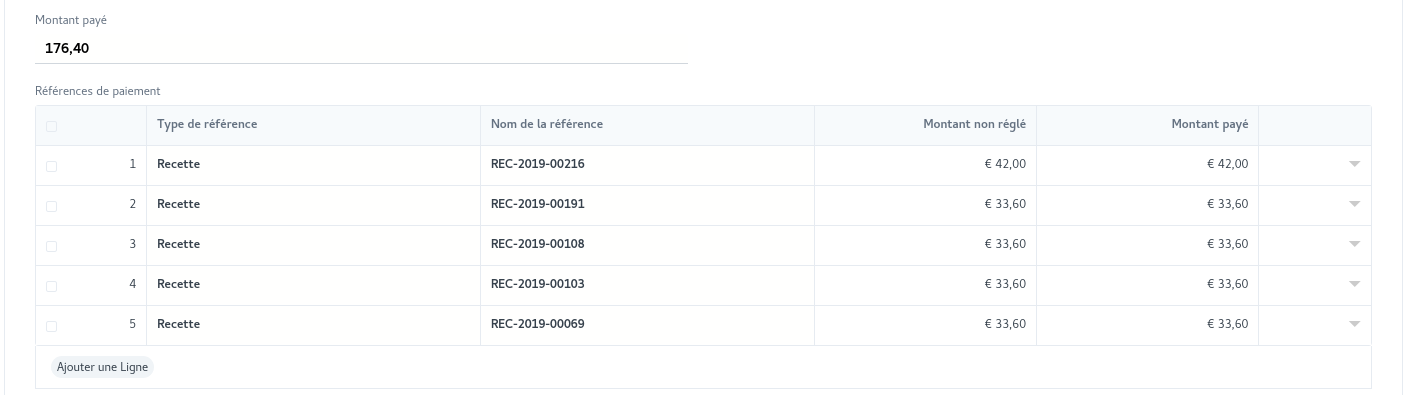 Montant payé
176,40
Références de paiement
Type de référence Nom de la référence Montant non réglé Montant payé
1 Recette REC-2019-00216 € 42,00 € 42,00
2 Recette REC-2019-00191 € 33,60 € 33,60
3 Recette REC-2019-00108 € 33,60 € 33,60
4 Recette REC-2019-00103 € 33,60 € 33,60
5 Recette REC-2019-00069 € 33,60 € 33,60
Ajouter une Ligne